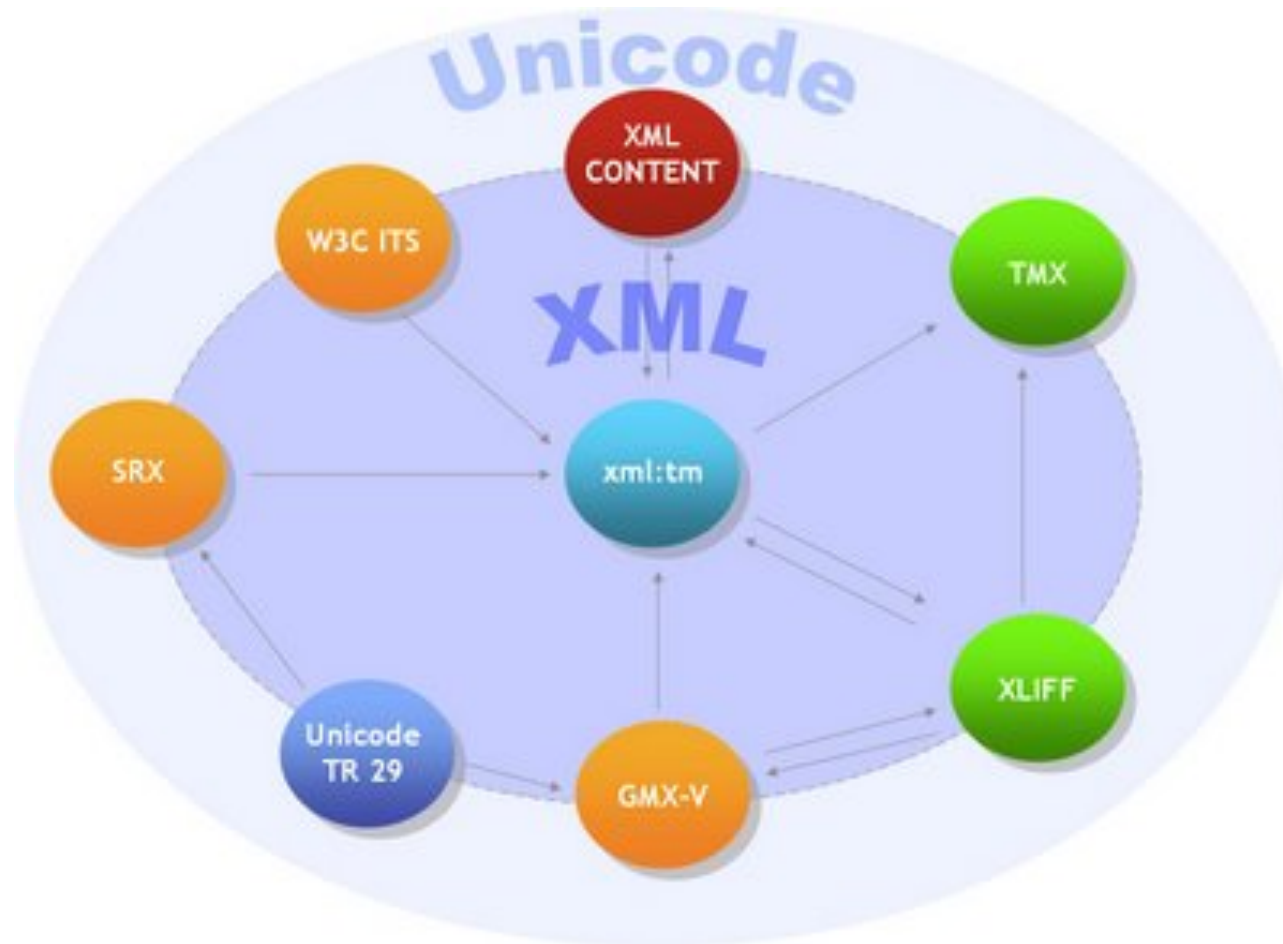 Unicode
XML
CONTENT
W3C ITS
TMX
XML
SRX
xml:tm
XLIFF
Unicode
TR 29
GMX-V